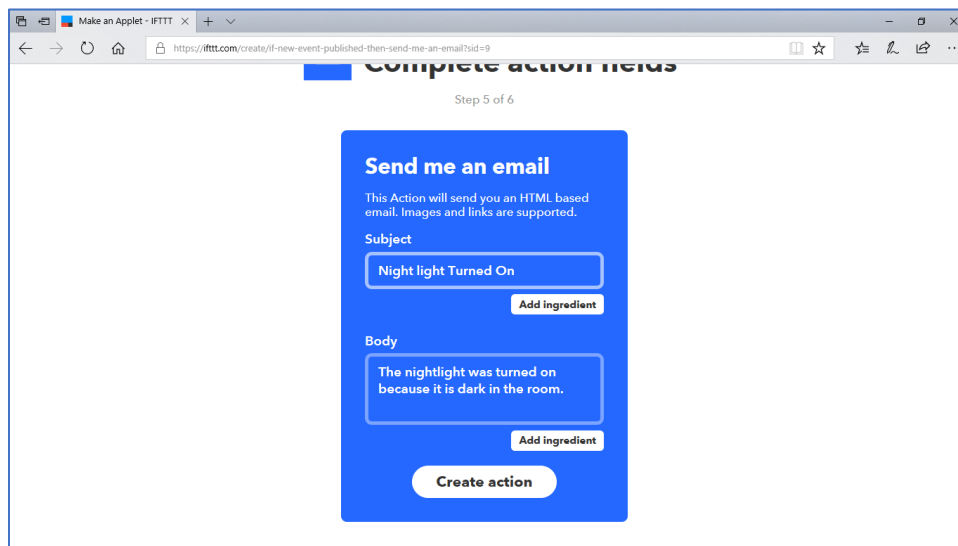 Make an Applet - IFTTT
https://ifttt.com/create/if-new-event-published-then-send-me-an-email?sid=9
Complete action fields
Step 5 of 6
Send me an email
This Action will send you an HTML based
email. Images and links are supported.
Subject
Night light Turned On
Add ingredient
Body
The nightlight was turned on
because it is dark in the room.
Add ingredient
Create action